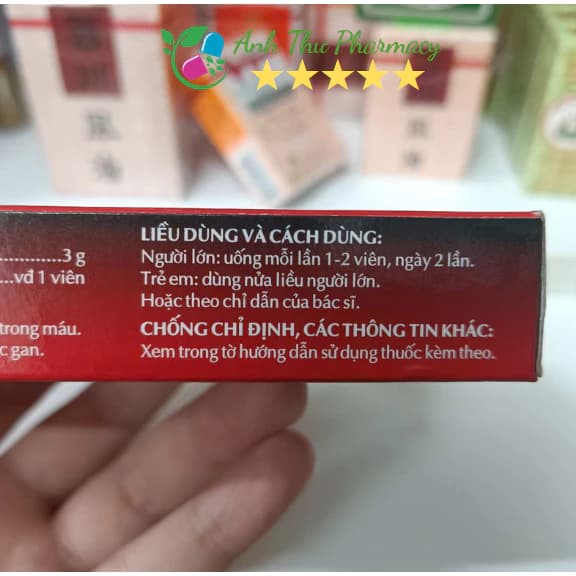 Anh Thư Pharmacy
LIỀU DÙNG VÀ CÁCH DÙNG:
............3 g
Người lớn: uống mỗi lần 1-2 viên, ngày 2 lần.
...vđ 1 viên
Trẻ em: dùng nửa liều người lớn.
Hoặc theo chỉ dẫn của bác sĩ.
trong máu.
CHỐNG CHỈ ĐỊNH, CÁC THÔNG TIN KHÁC:
c gan.
Xem trong tờ hướng dẫn sử dụng thuốc kèm theo.